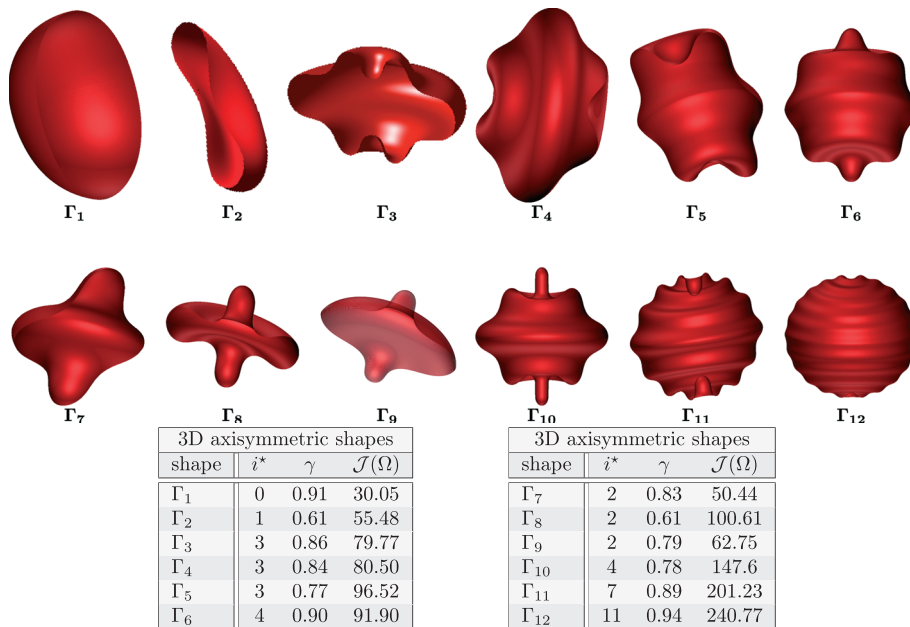 Γ₁ Γ₂ Γ₃ Γ₄ Γ₅ Γ₆
Γ₇ Γ₈ Γ₉ Γ₁₀ Γ₁₁ Γ₁₂
3D axisymmetric shapes
shape i⋆ γ 𝒥(Ω)
Γ₁ 0 0.91 30.05
Γ₂ 1 0.61 55.48
Γ₃ 3 0.86 79.77
Γ₄ 3 0.84 80.50
Γ₅ 3 0.77 96.52
Γ₆ 4 0.90 91.90
3D axisymmetric shapes
shape i⋆ γ 𝒥(Ω)
Γ₇ 2 0.83 50.44
Γ₈ 2 0.61 100.61
Γ₉ 2 0.79 62.75
Γ₁₀ 4 0.78 147.6
Γ₁₁ 7 0.89 201.23
Γ₁₂ 11 0.94 240.77